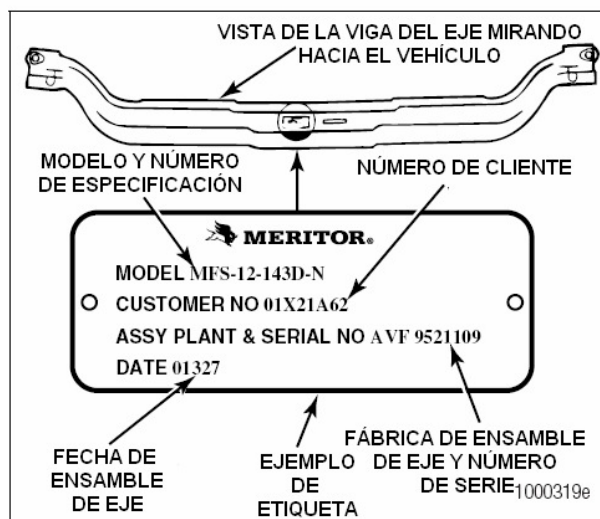 VISTA DE LA VIGA DEL EJE MIRANDO
HACIA EL VEHÍCULO
MODELO Y NÚMERO
DE ESPECIFICACIÓN
NÚMERO DE CLIENTE
MERITOR®
MODEL MFS-12-143D-N
CUSTOMER NO 01X21A62
ASSY PLANT & SERIAL NO AVF 9521109
DATE 01327
FECHA DE
ENSAMBLE
DE EJE
EJEMPLO
DE
ETIQUETA
FÁBRICA DE ENSAMBLE
DE EJE Y NÚMERO
DE SERIE
1000319e